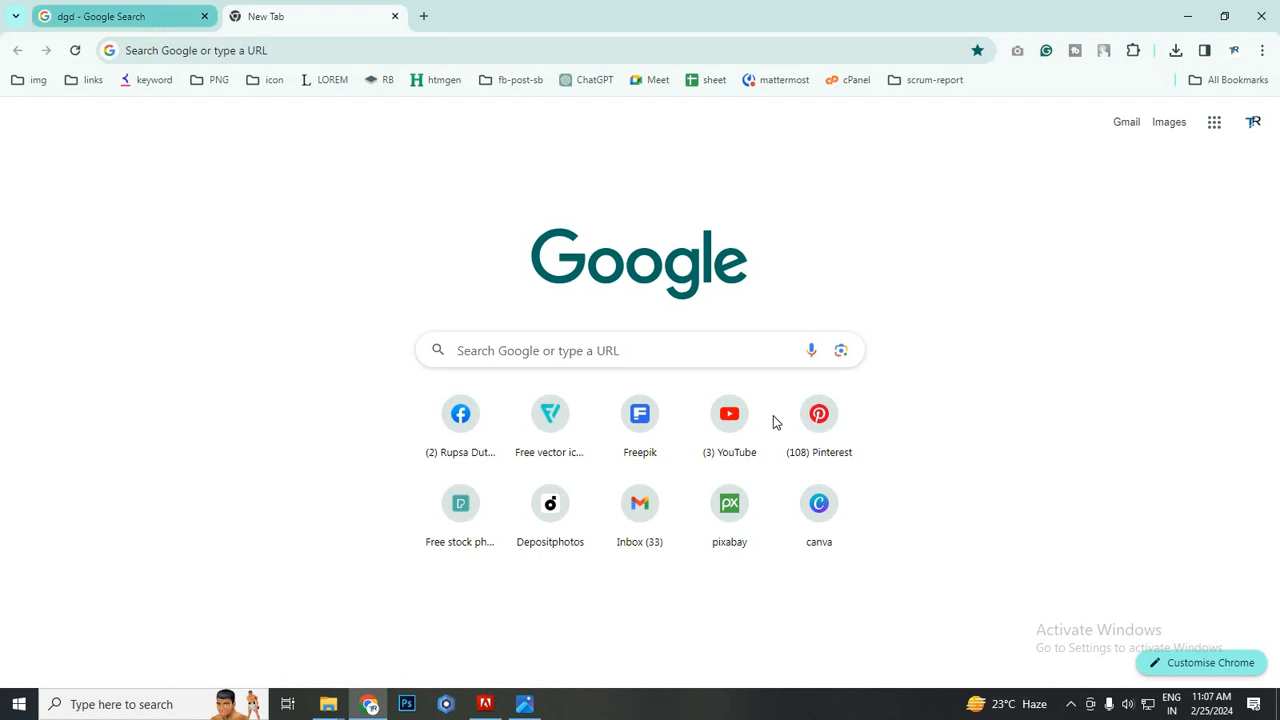 dgd - Google Search
New Tab
Search Google or type a URL
img
links
keyword
PNG
icon
LOREM
RB
htmgen
fb-post-sb
ChatGPT
Meet
sheet
mattermost
cPanel
scrum-report
All Bookmarks
Gmail
Images
Google
Search Google or type a URL
(2) Rupsa Dut...
Free vector ic...
Freepik
(3) YouTube
(108) Pinterest
Free stock ph...
Depositphotos
Inbox (33)
pixabay
canva
Activate Windows
Go to Settings to activate Windows.
Customise Chrome
Type here to search
23°C Haze
ENG
IN
11:07 AM
2/25/2024